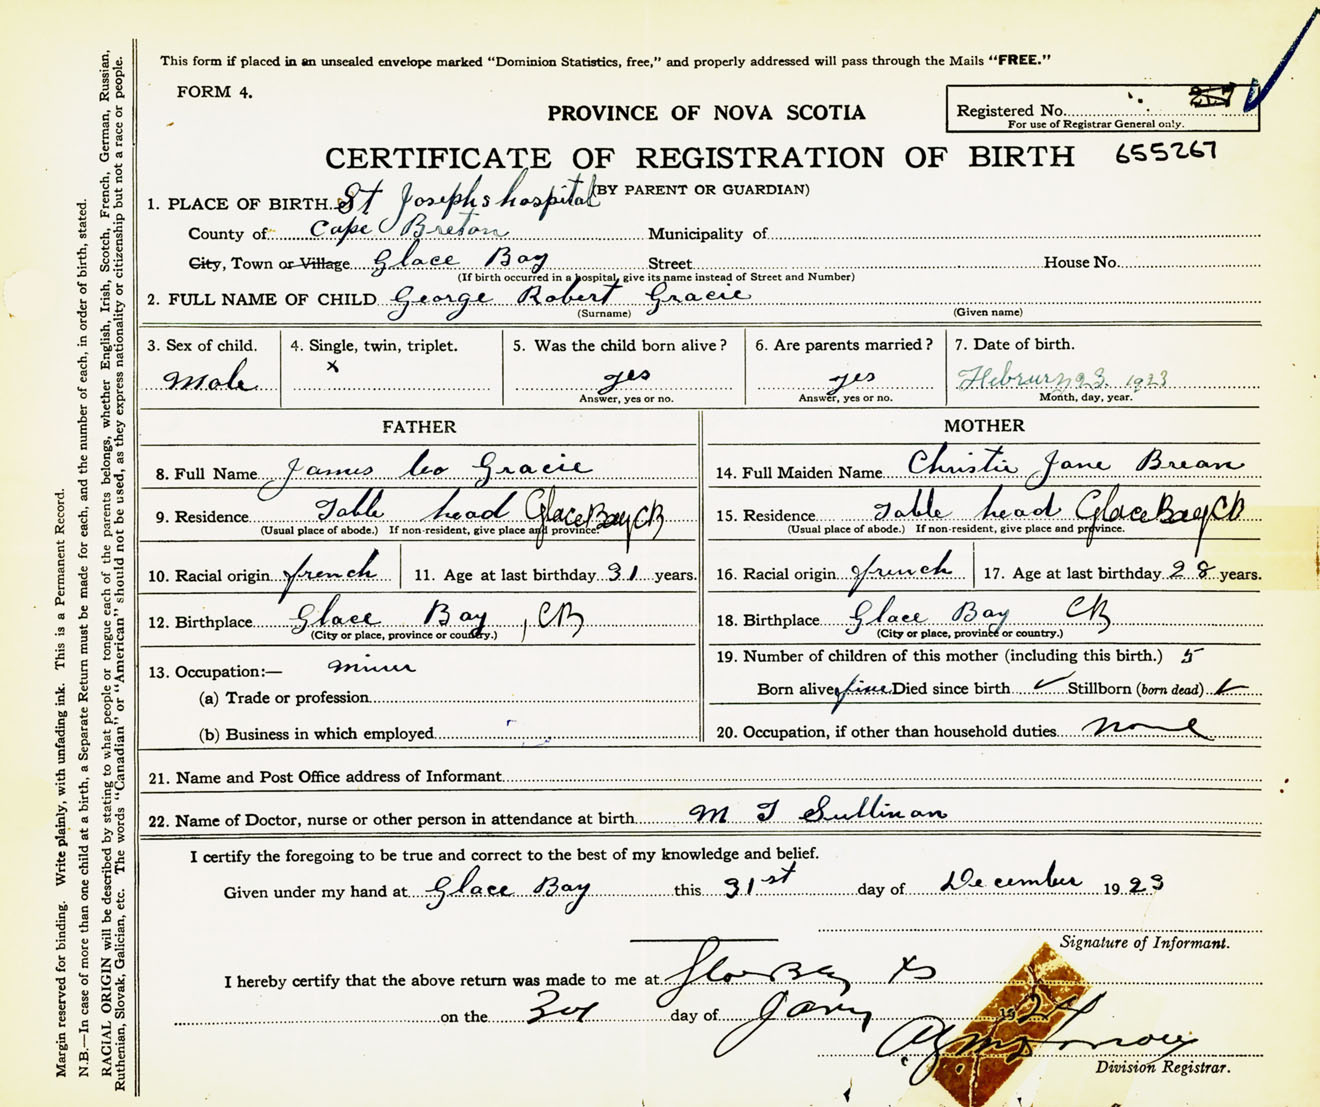 This form if placed in an unsealed envelope marked "Dominion Statistics, free," and properly addressed will pass through the Mails "FREE."
FORM 4.
PROVINCE OF NOVA SCOTIA
Registered No.
For use of Registrar General only.
CERTIFICATE OF REGISTRATION OF BIRTH 655267
(BY PARENT OR GUARDIAN)
1. PLACE OF BIRTH St Josephs hospital
County of Cape Breton Municipality of
City, Town or Village Glace Bay Street House No.
(If birth occurred in a hospital, give its name instead of Street and Number)
2. FULL NAME OF CHILD George Robert Gracie
(Surname) (Given name)
3. Sex of child. 4. Single, twin, triplet. 5. Was the child born alive? 6. Are parents married? 7. Date of birth.
Male x yes yes Februry 23 1923
Answer, yes or no. Answer, yes or no. Month, day, year.
FATHER MOTHER
8. Full Name James leo Gracie 14. Full Maiden Name Christie Jane Brean
9. Residence Table head Glace Bay CB 15. Residence Table head Glace Bay CB
(Usual place of abode.) If non-resident, give place and province. (Usual place of abode.) If non-resident, give place and province.
10. Racial origin french 11. Age at last birthday 31 years. 16. Racial origin french 17. Age at last birthday 28 years.
12. Birthplace Glace Bay, CB 18. Birthplace Glace Bay CB
(City or place, province or country.) (City or place, province or country.)
13. Occupation:— miner 19. Number of children of this mother (including this birth.) 5
(a) Trade or profession Born alive five Died since birth ✓ Stillborn (born dead) ✓
(b) Business in which employed 20. Occupation, if other than household duties none
21. Name and Post Office address of Informant
22. Name of Doctor, nurse or other person in attendance at birth M T Sullivan
I certify the foregoing to be true and correct to the best of my knowledge and belief.
Given under my hand at Glace Bay this 31st day of December 1923
Signature of Informant.
I hereby certify that the above return was made to me at Glace Bay NS
on the day of Jany 1924
Division Registrar.
Margin reserved for binding. Write plainly, with unfading ink. This is a Permanent Record.
N.B.—In case of more than one child at a birth, a Separate Return must be made for each, and the number of each, in order of birth, stated.
RACIAL ORIGIN will be described by stating to what people or tongue each of the parents belongs, whether English, Irish, Scotch, French, German, Russian,
Ruthenian, Slovak, Galician, etc. The words "Canadian" or "American" should not be used, as they express nationality or citizenship but not a race or people.